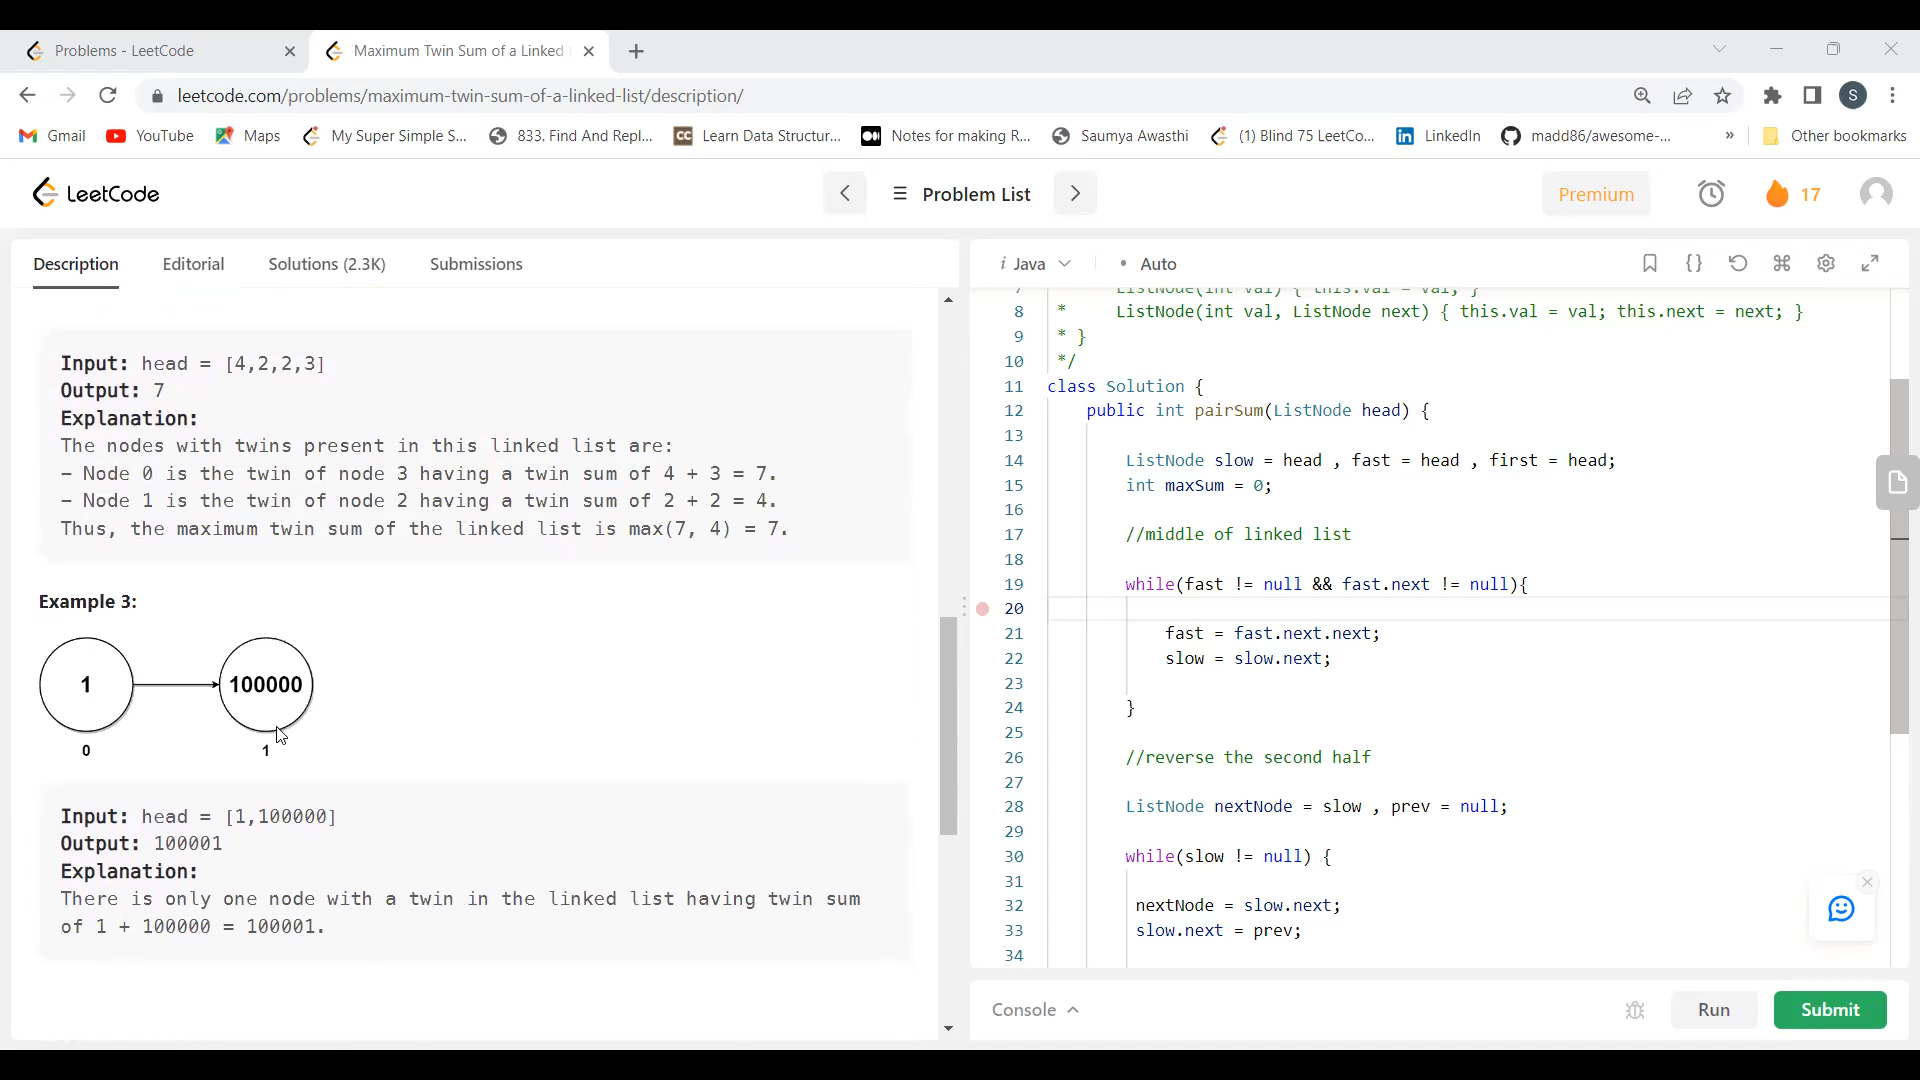 Problems - LeetCode
Maximum Twin Sum of a Linked
leetcode.com/problems/maximum-twin-sum-of-a-linked-list/description/
S
Gmail
YouTube
Maps
My Super Simple S...
833. Find And Repl...
CC
Learn Data Structur...
Notes for making R...
Saumya Awasthi
(1) Blind 75 LeetCo...
LinkedIn
madd86/awesome-...
»
Other bookmarks
LeetCode
Problem List
Premium
17
Description
Editorial
Solutions (2.3K)
Submissions
Input: head = [4,2,2,3]
Output: 7
Explanation:
The nodes with twins present in this linked list are:
- Node 0 is the twin of node 3 having a twin sum of 4 + 3 = 7.
- Node 1 is the twin of node 2 having a twin sum of 2 + 2 = 4.
Thus, the maximum twin sum of the linked list is max(7, 4) = 7.
Example 3:
1
100000
0
1
Input: head = [1,100000]
Output: 100001
Explanation:
There is only one node with a twin in the linked list having twin sum
of 1 + 100000 = 100001.
i Java
• Auto
{}
7 ListNode(int val) { this.val = val; }
8 * ListNode(int val, ListNode next) { this.val = val; this.next = next; }
9 * }
10 */
11 class Solution {
12 public int pairSum(ListNode head) {
13
14 ListNode slow = head , fast = head , first = head;
15 int maxSum = 0;
16
17 //middle of linked list
18
19 while(fast != null && fast.next != null){
20
21 fast = fast.next.next;
22 slow = slow.next;
23
24 }
25
26 //reverse the second half
27
28 ListNode nextNode = slow , prev = null;
29
30 while(slow != null) {
31
32 nextNode = slow.next;
33 slow.next = prev;
34
Console
Run
Submit